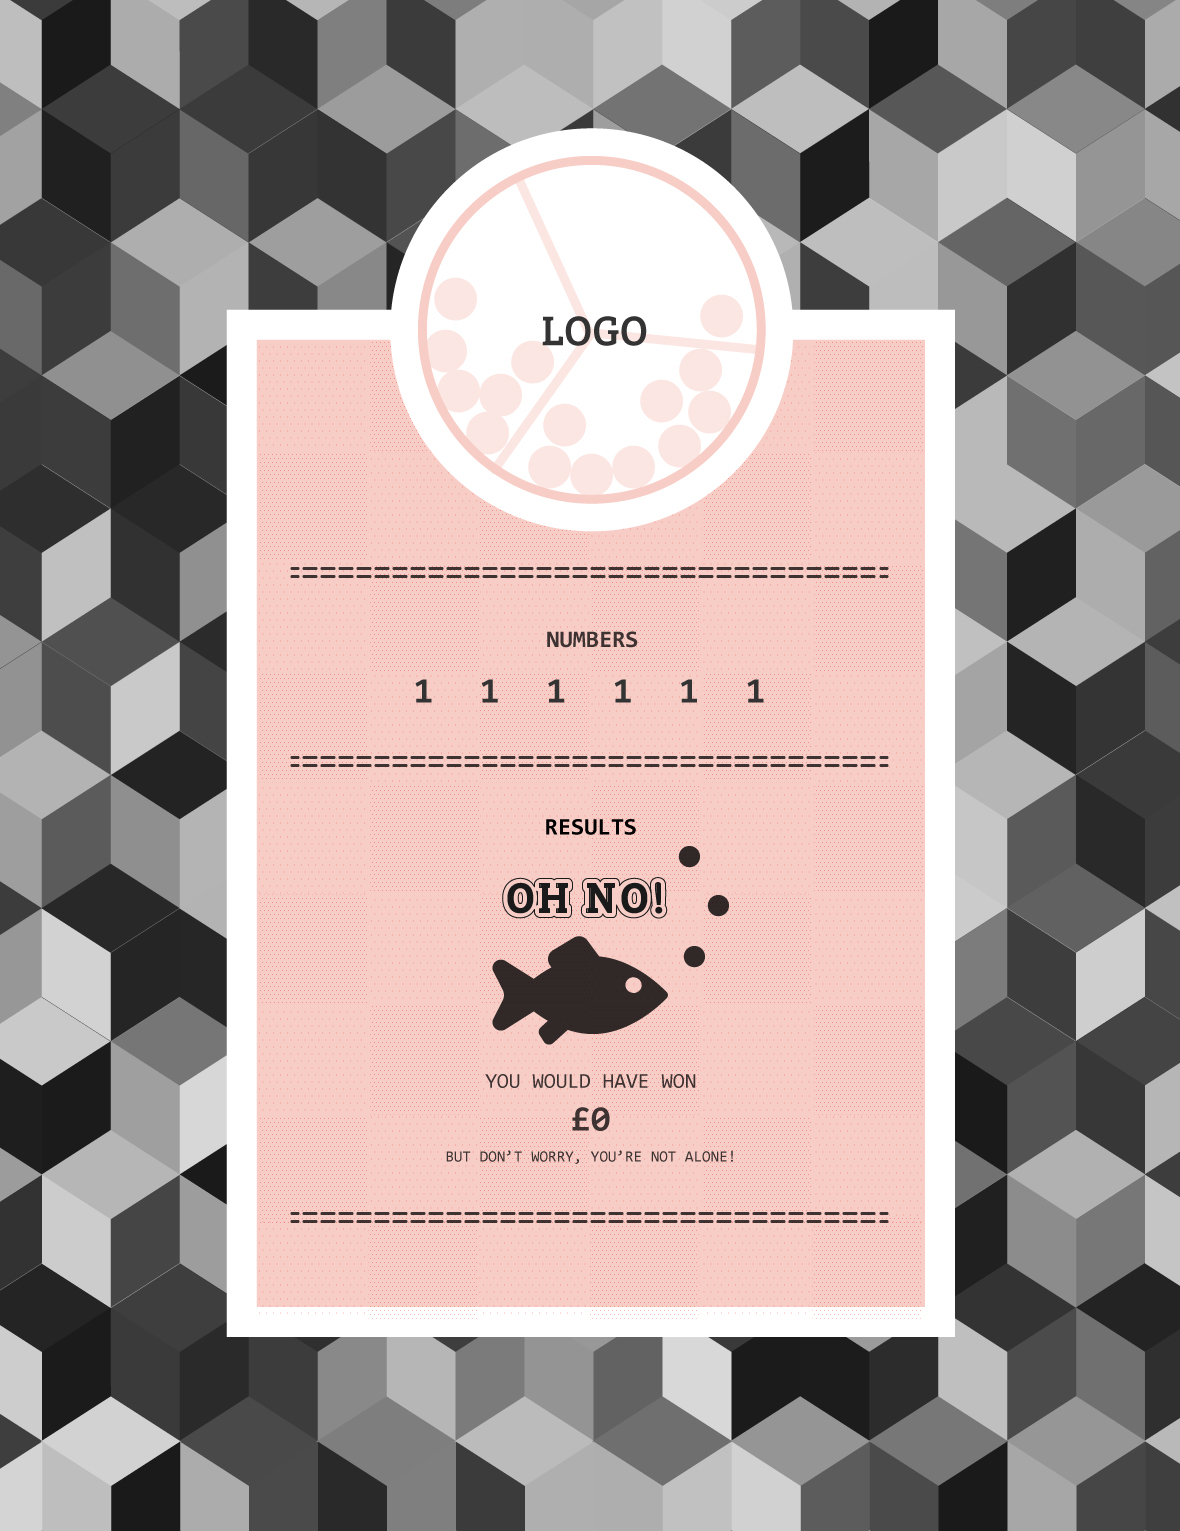 LOGO
NUMBERS
1 1 1 1 1 1
RESULTS
OH NO!
YOU WOULD HAVE WON
£0
BUT DON’T WORRY, YOU’RE NOT ALONE!